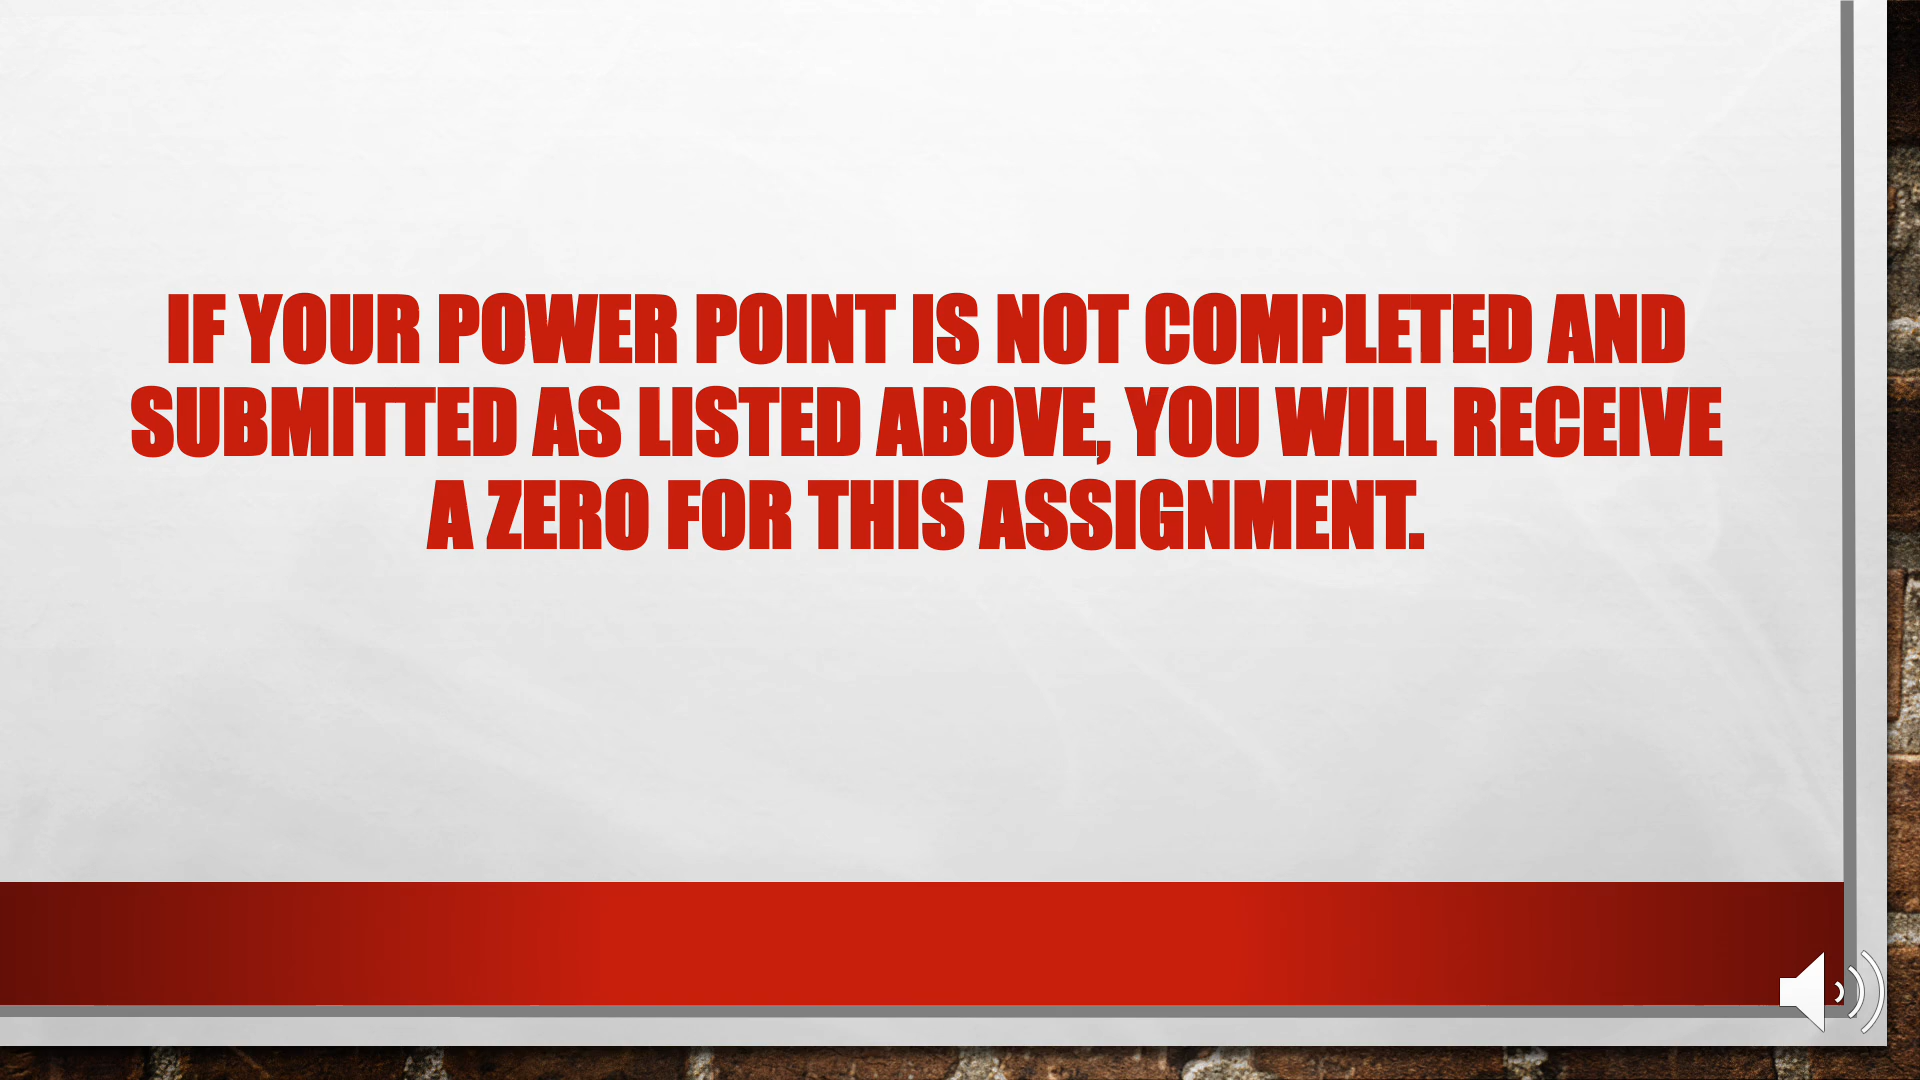 IF YOUR POWER POINT IS NOT COMPLETED AND
SUBMITTED AS LISTED ABOVE, YOU WILL RECEIVE
A ZERO FOR THIS ASSIGNMENT.